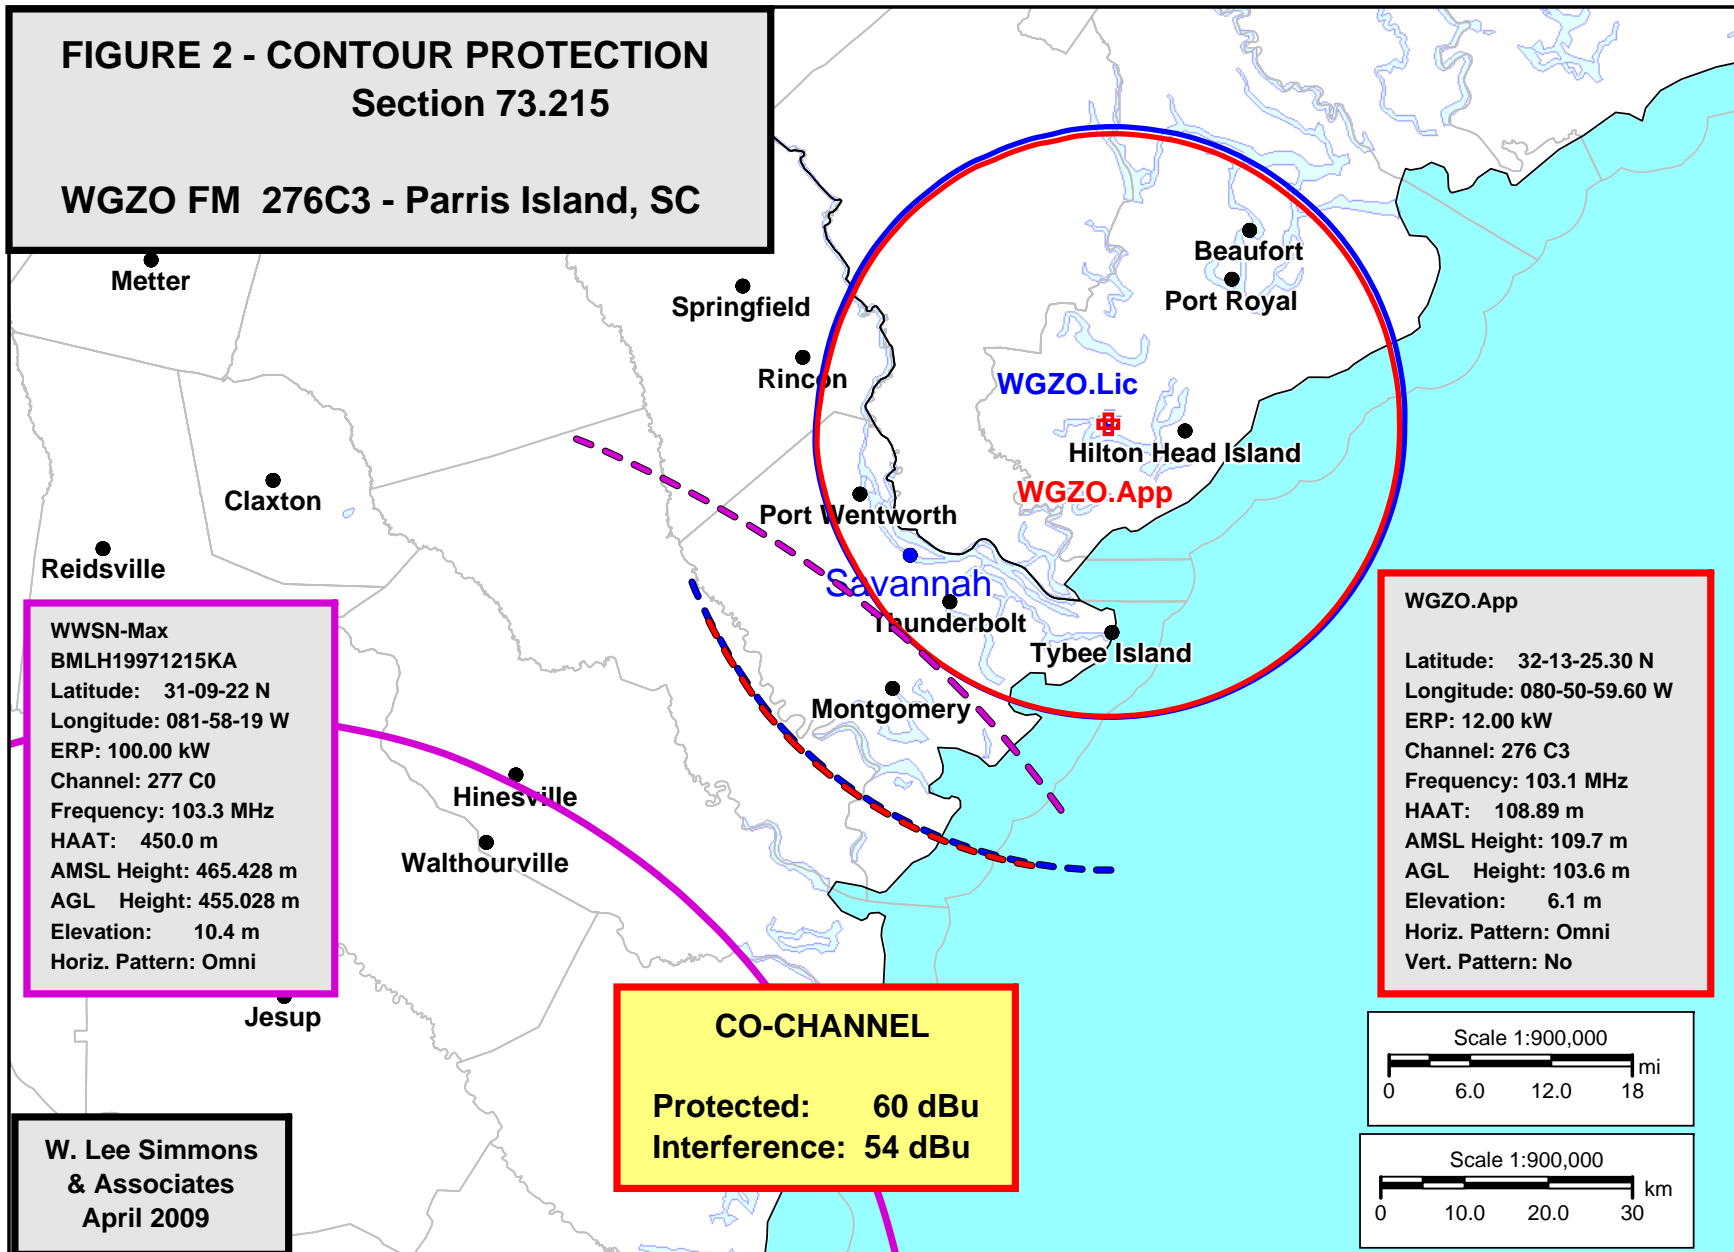 FIGURE 2 - CONTOUR PROTECTION
Section 73.215
WGZO FM 276C3 - Parris Island, SC
Metter
Springfield
Beaufort
Port Royal
Rincon
WGZO.Lic
Hilton Head Island
WGZO.App
Claxton
Port Wentworth
Reidsville
Savannah
Thunderbolt
Tybee Island
Montgomery
WWSN-Max
BMLH19971215KA
Latitude: 31-09-22 N
Longitude: 081-58-19 W
ERP: 100.00 kW
Channel: 277 C0
Frequency: 103.3 MHz
HAAT: 450.0 m
AMSL Height: 465.428 m
AGL Height: 455.028 m
Elevation: 10.4 m
Horiz. Pattern: Omni
WGZO.App
Latitude: 32-13-25.30 N
Longitude: 080-50-59.60 W
ERP: 12.00 kW
Channel: 276 C3
Frequency: 103.1 MHz
HAAT: 108.89 m
AMSL Height: 109.7 m
AGL Height: 103.6 m
Elevation: 6.1 m
Horiz. Pattern: Omni
Vert. Pattern: No
Hinesville
Walthourville
Jesup
CO-CHANNEL
Protected: 60 dBu
Interference: 54 dBu
Scale 1:900,000
mi
0 6.0 12.0 18
Scale 1:900,000
km
0 10.0 20.0 30
W. Lee Simmons
& Associates
April 2009